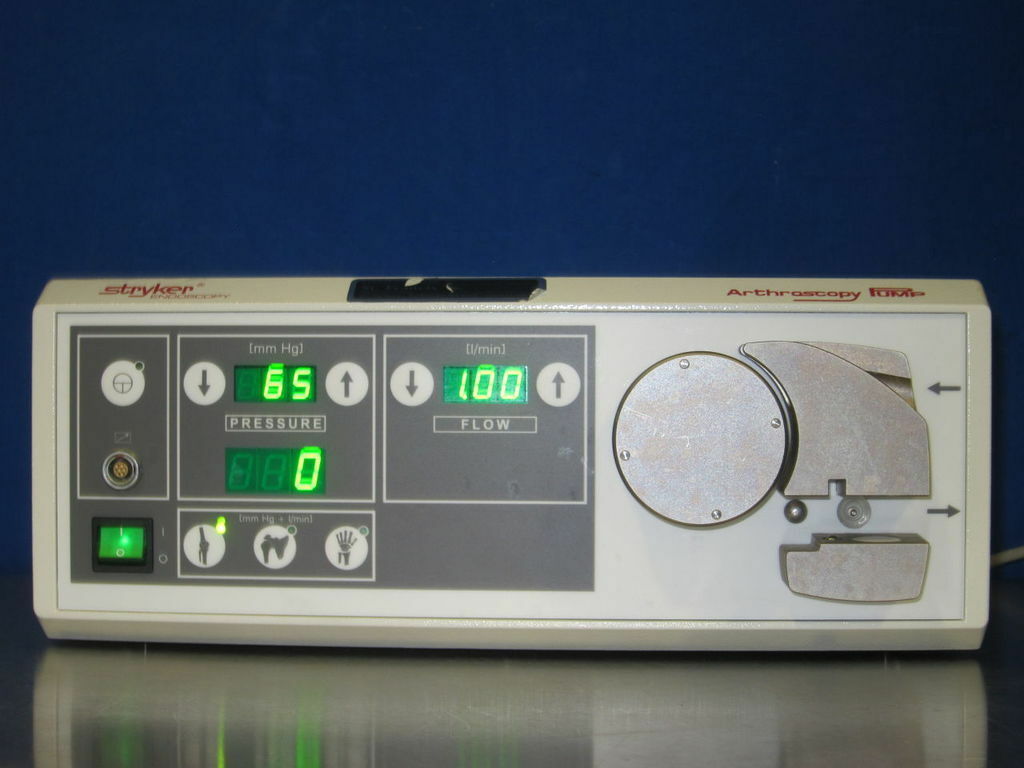 stryker®
ENDOSCOPY
Arthroscopy PUMP
[mm Hg]
65
PRESSURE
0
[l/min]
1.00
FLOW
[mm Hg + l/min]
I
O